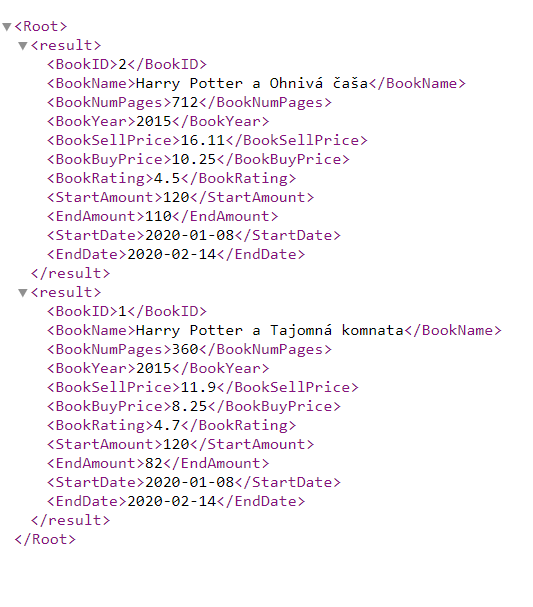 <Root>
<result>
<BookID>2</BookID>
<BookName>Harry Potter a Ohnivá čaša</BookName>
<BookNumPages>712</BookNumPages>
<BookYear>2015</BookYear>
<BookSellPrice>16.11</BookSellPrice>
<BookBuyPrice>10.25</BookBuyPrice>
<BookRating>4.5</BookRating>
<StartAmount>120</StartAmount>
<EndAmount>110</EndAmount>
<StartDate>2020-01-08</StartDate>
<EndDate>2020-02-14</EndDate>
</result>
<result>
<BookID>1</BookID>
<BookName>Harry Potter a Tajomná komnata</BookName>
<BookNumPages>360</BookNumPages>
<BookYear>2015</BookYear>
<BookSellPrice>11.9</BookSellPrice>
<BookBuyPrice>8.25</BookBuyPrice>
<BookRating>4.7</BookRating>
<StartAmount>120</StartAmount>
<EndAmount>82</EndAmount>
<StartDate>2020-01-08</StartDate>
<EndDate>2020-02-14</EndDate>
</result>
</Root>